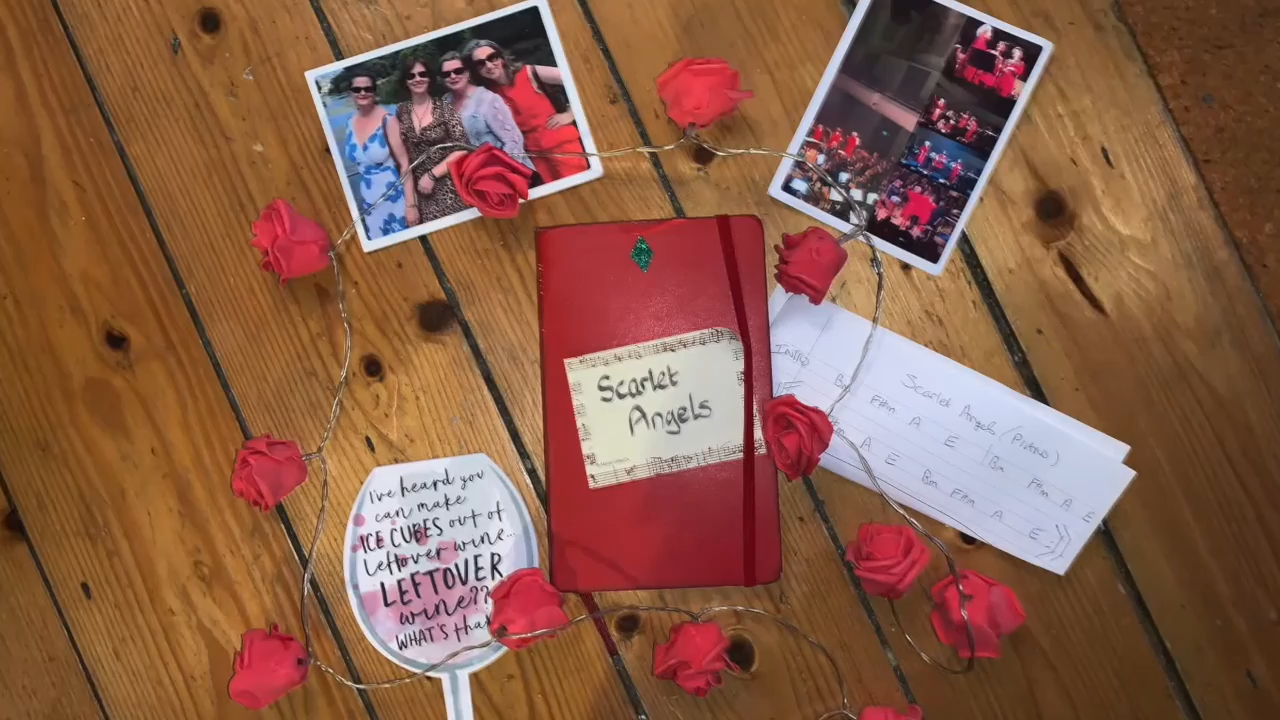 Scarlet
Angels
I've heard you
can make
ICE CUBES out of
leftover wine...
LEFTOVER
wine??
WHAT'S that
Scarlet Angels (Piano)
INTRO Bm F#m A E Bm F#m A E
A E Bm F#m A E :))